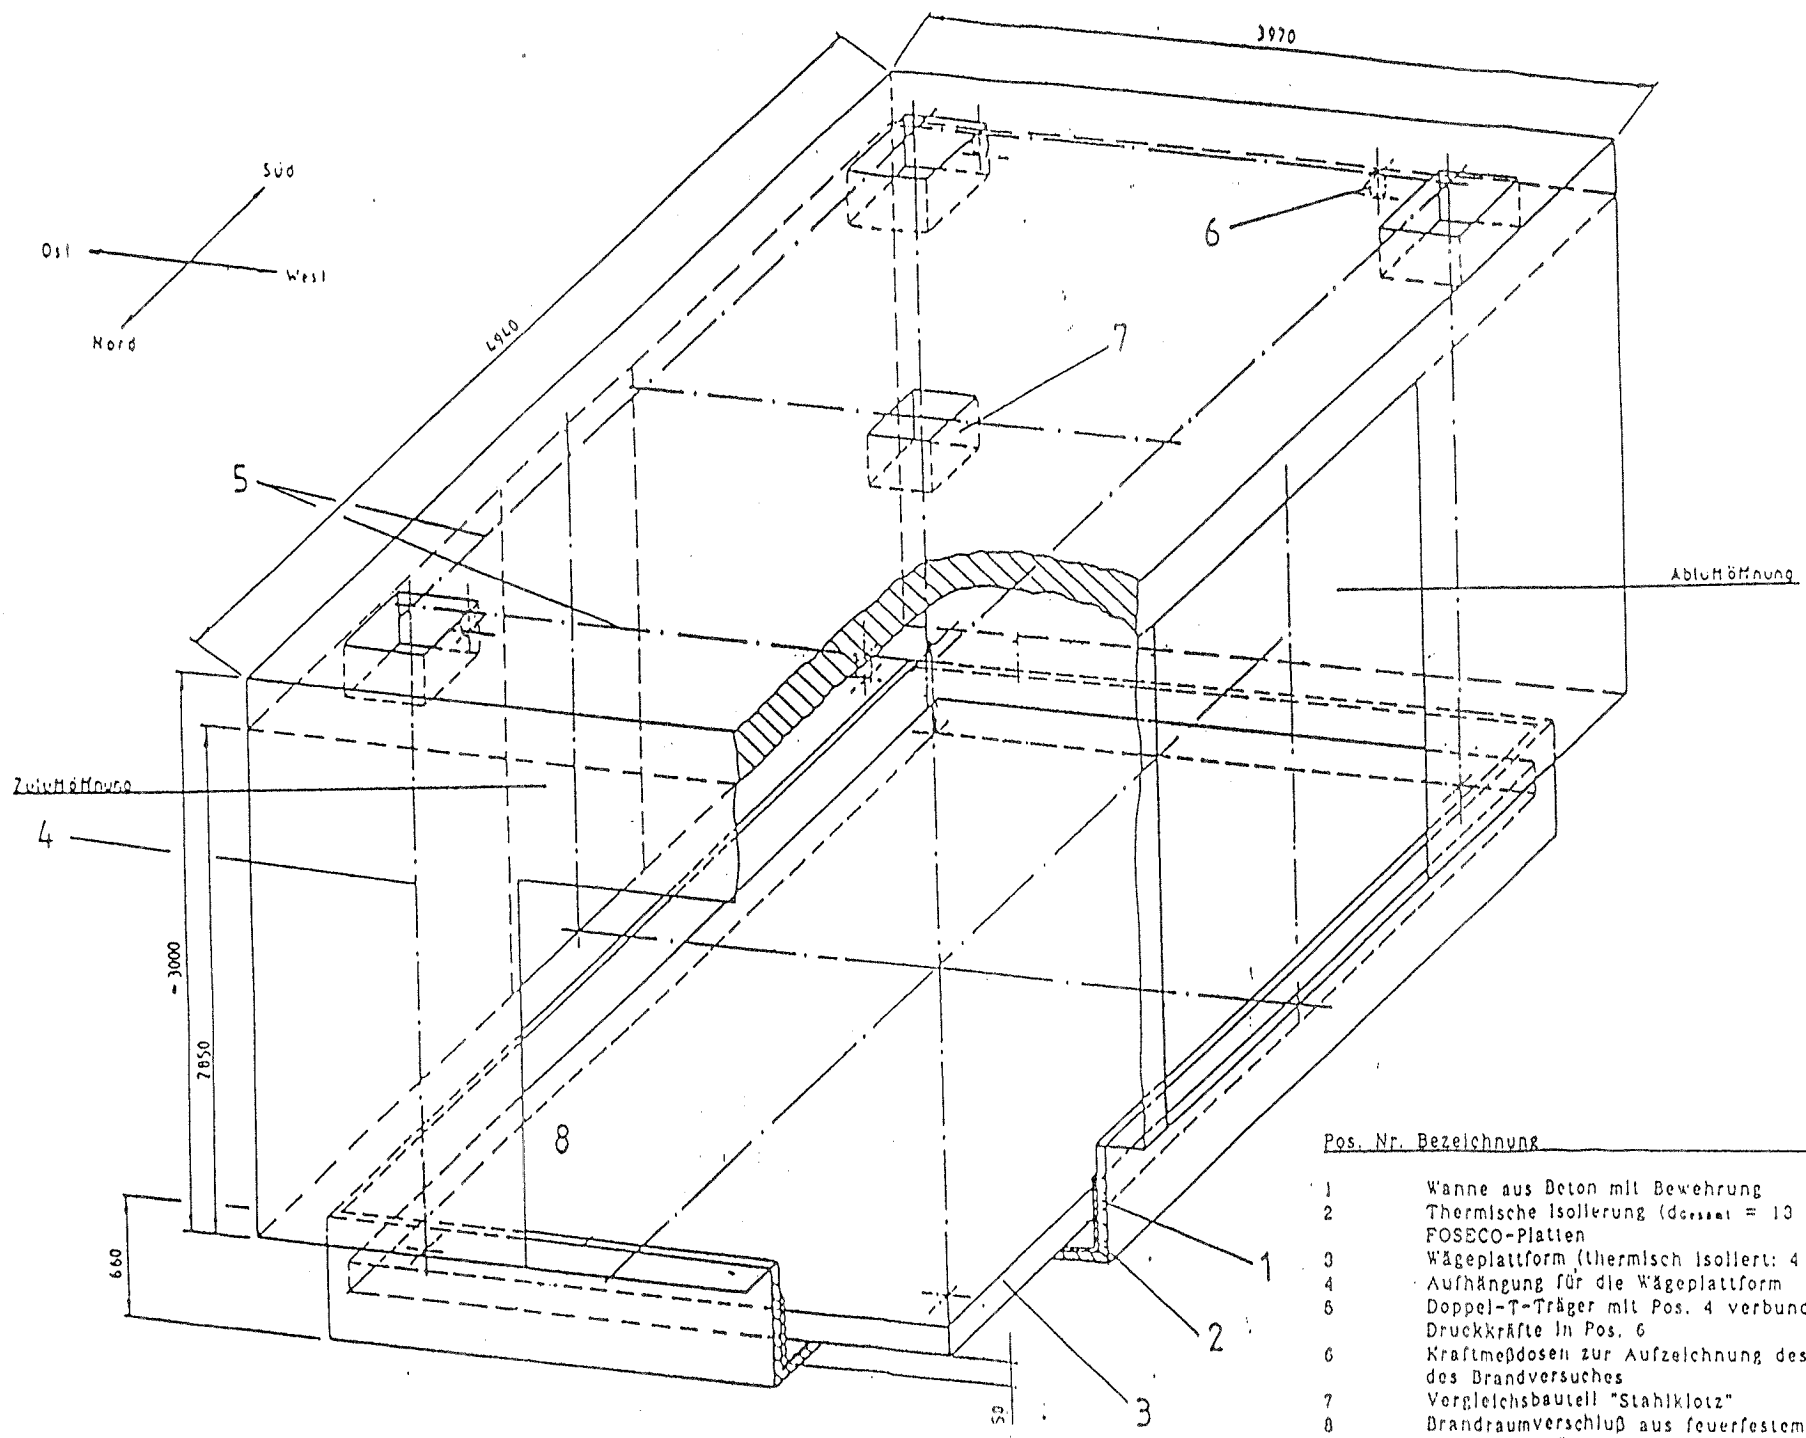 3970
Süd
Ost
West
Nord
6
4940
7
5
Abluftöffnung
Zuluftöffnung
4
~3000
2850
8
660
1
2
3
50
Pos. Nr. Bezeichnung
1 Wanne aus Beton mit Bewehrung
2 Thermische Isolierung (dGesamt = 13
FOSECO-Platten
3 Wägeplattform (thermisch isoliert: 4
4 Aufhängung für die Wägeplattform
5 Doppel-T-Träger mit Pos. 4 verbund
Druckkräfte in Pos. 6
6 Kraftmeßdosen zur Aufzeichnung des
des Brandversuches
7 Vergleichsbauteil "Stahlklotz"
8 Brandraumverschluß aus feuerfestem